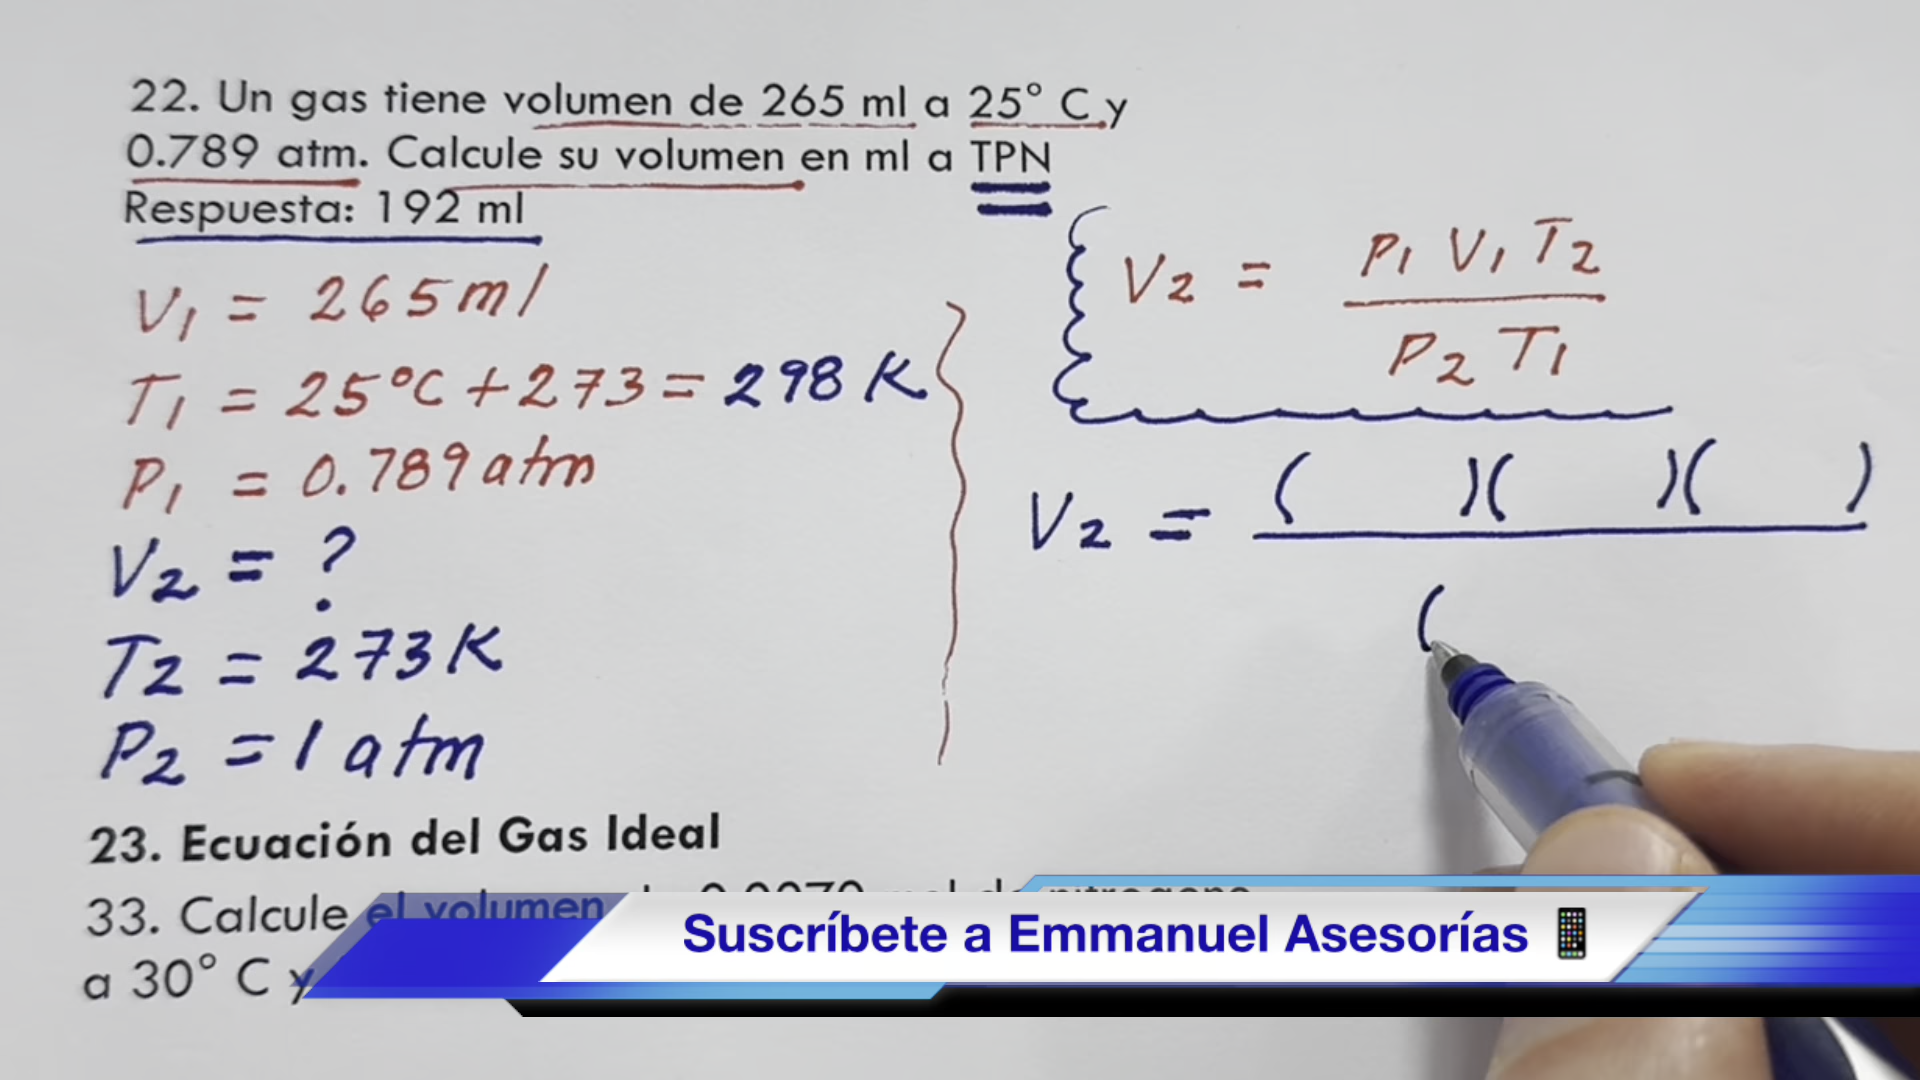 22. Un gas tiene volumen de 265 ml a 25° C y
0.789 atm. Calcule su volumen en ml a TPN
Respuesta: 192 ml
V1 = 265 ml
T1 = 25°C + 273 = 298 K
P1 = 0.789 atm
V2 = ?
T2 = 273 K
P2 = 1 atm
V2 = P1 V1 T2
P2 T1
V2 = ( )( )( )
(
23. Ecuación del Gas Ideal
33. Calcule el volumen
a 30° C y
Suscríbete a Emmanuel Asesorías 📱